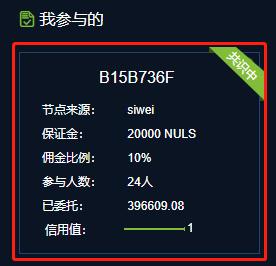 我参与的
共识中
B15B736F
节点来源： siwei
保证金： 20000 NULS
佣金比例： 10%
参与人数： 24人
已委托： 396609.08
信用值： 1